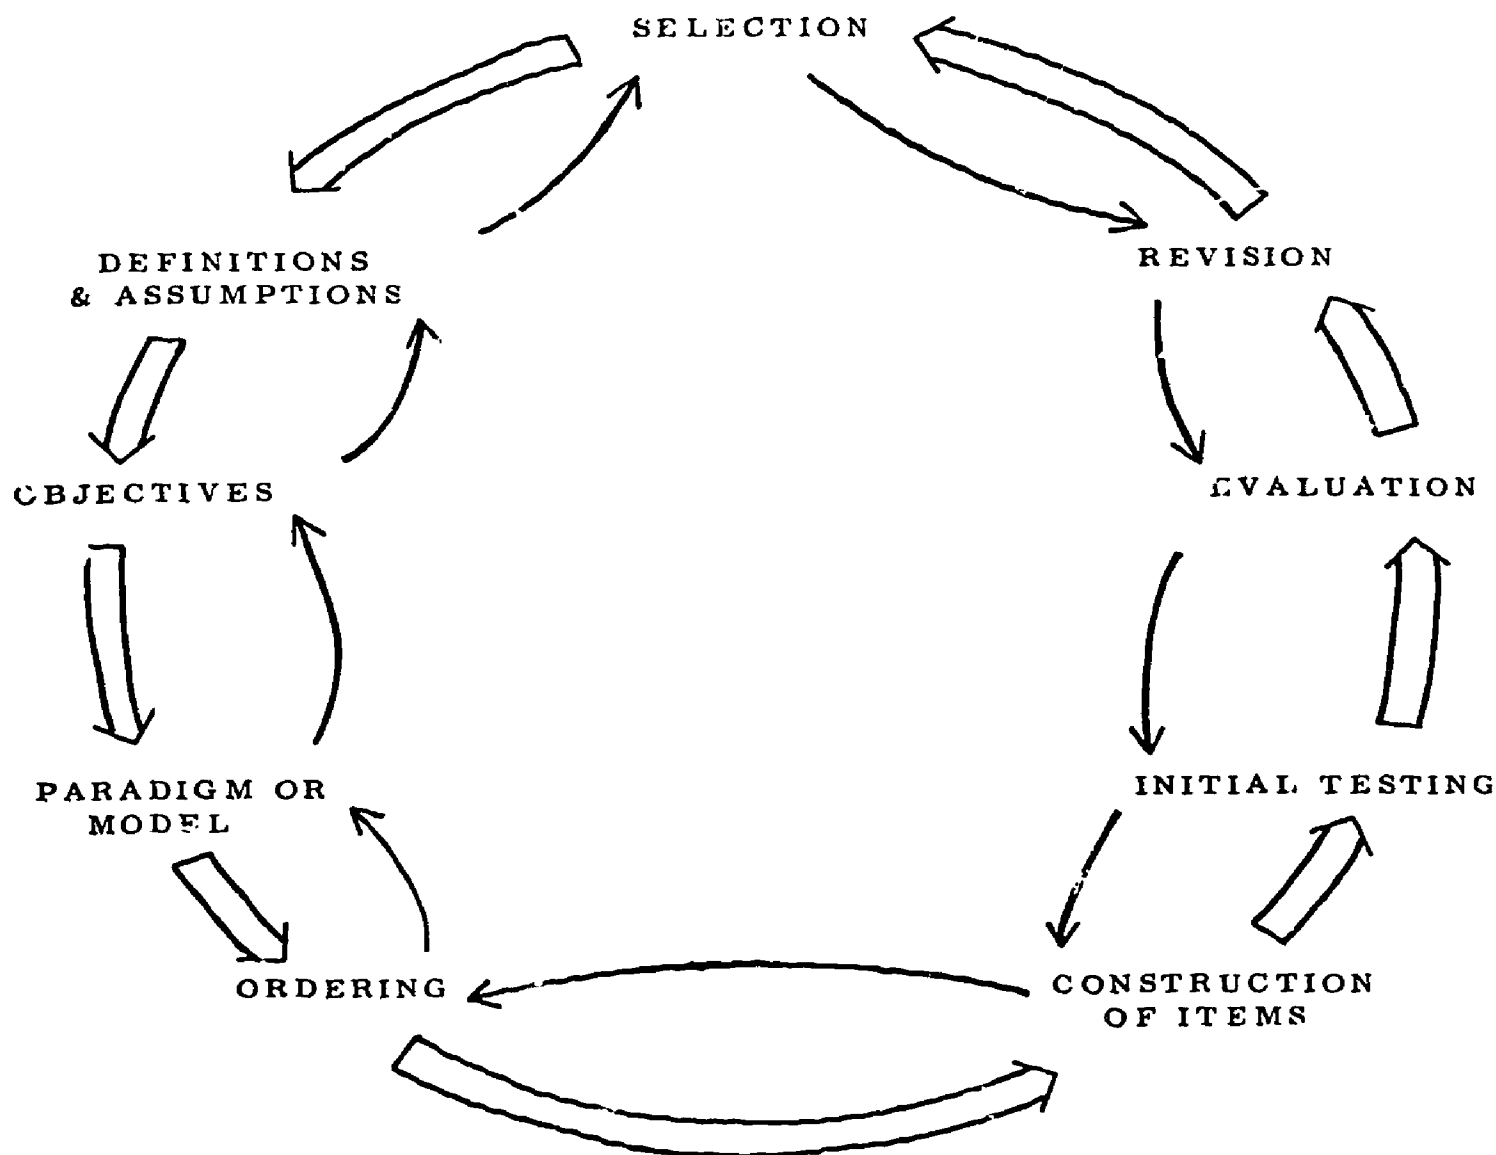 SELECTION
DEFINITIONS
& ASSUMPTIONS
REVISION
OBJECTIVES
EVALUATION
PARADIGM OR
MODEL
INITIAL TESTING
ORDERING
CONSTRUCTION
OF ITEMS